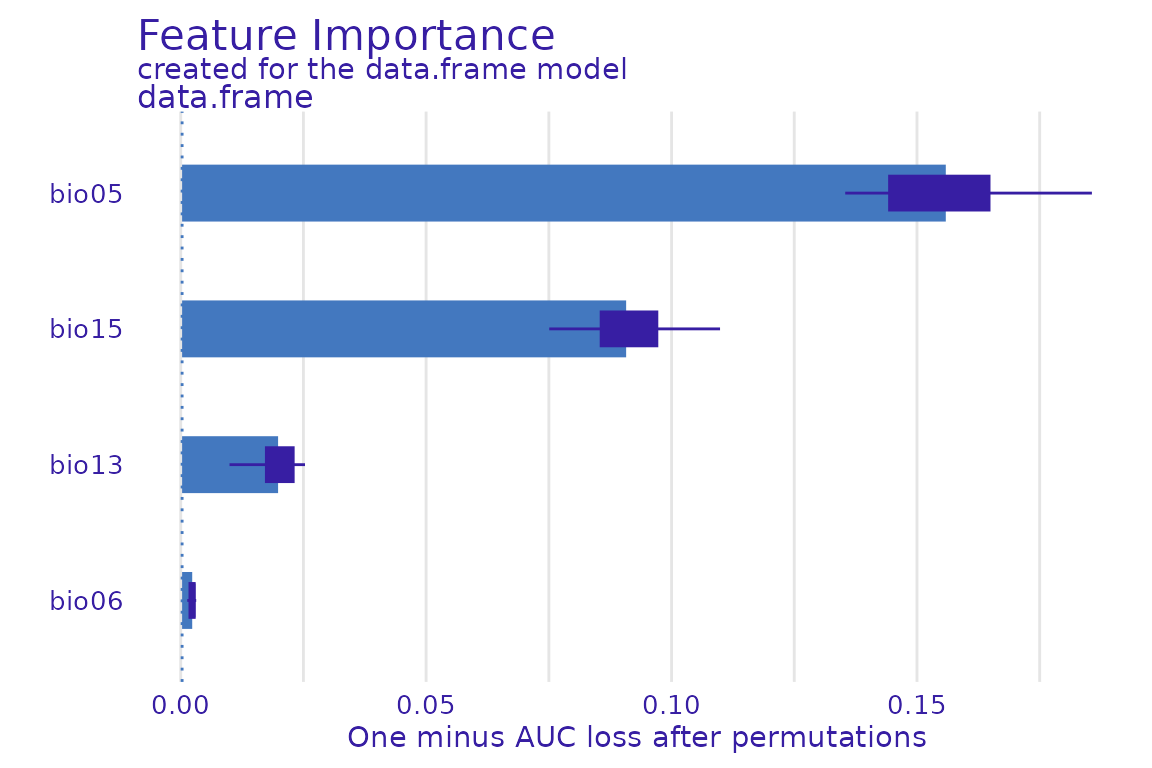 Feature Importance
created for the data.frame model
data.frame
bio05
bio15
bio13
bio06
0.00 0.05 0.10 0.15
One minus AUC loss after permutations